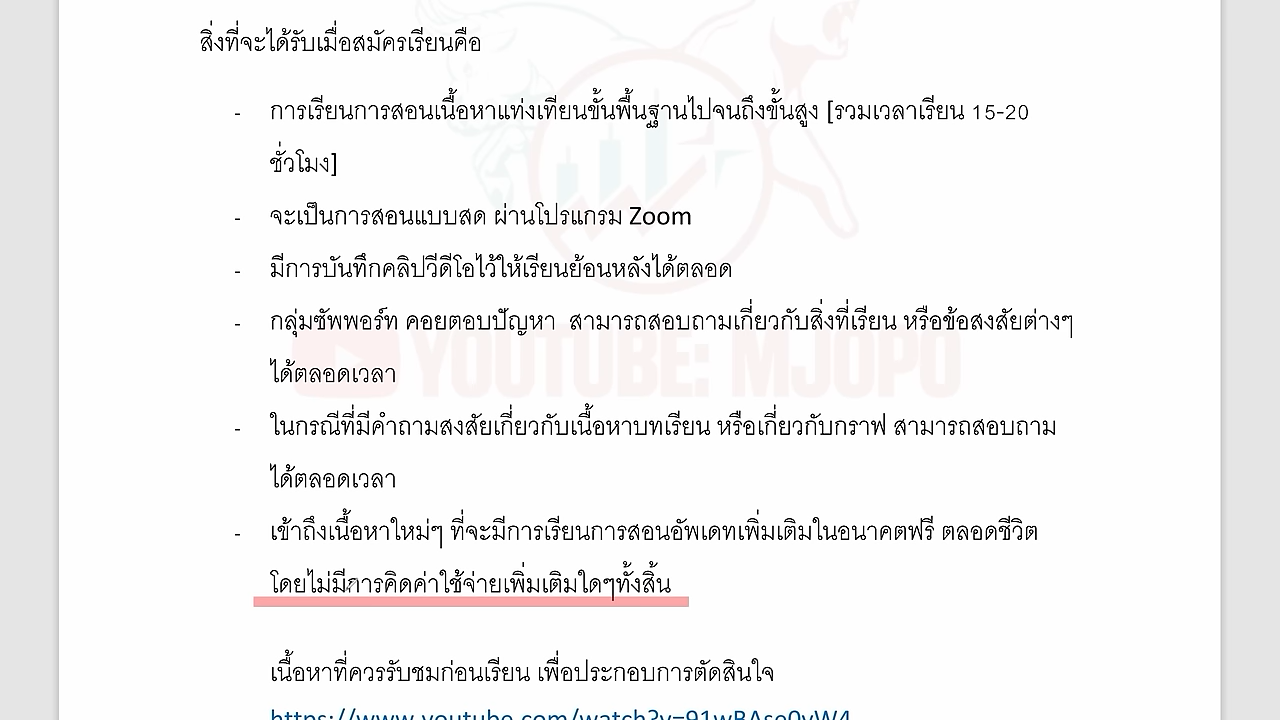 สิ่งที่จะได้รับเมื่อสมัครเรียนคือ
- การเรียนการสอนเนื้อหาแท่งเทียนขั้นพื้นฐานไปจนถึงขั้นสูง [รวมเวลาเรียน 15-20
ชั่วโมง]
- จะเป็นการสอนแบบสด ผ่านโปรแกรม Zoom
- มีการบันทึกคลิปวีดีโอไว้ให้เรียนย้อนหลังได้ตลอด
- กลุ่มซัพพอร์ท คอยตอบปัญหา สามารถสอบถามเกี่ยวกับสิ่งที่เรียน หรือข้อสงสัยต่างๆ
YOUTUBE: MJOPO
ได้ตลอดเวลา
- ในกรณีที่มีคำถามสงสัยเกี่ยวกับเนื้อหาบทเรียน หรือเกี่ยวกับกราฟ สามารถสอบถาม
ได้ตลอดเวลา
- เข้าถึงเนื้อหาใหม่ๆ ที่จะมีการเรียนการสอนอัพเดทเพิ่มเติมในอนาคตฟรี ตลอดชีวิต
โดยไม่มีการคิดค่าใช้จ่ายเพิ่มเติมใดๆทั้งสิ้น
เนื้อหาที่ควรรับชมก่อนเรียน เพื่อประกอบการตัดสินใจ